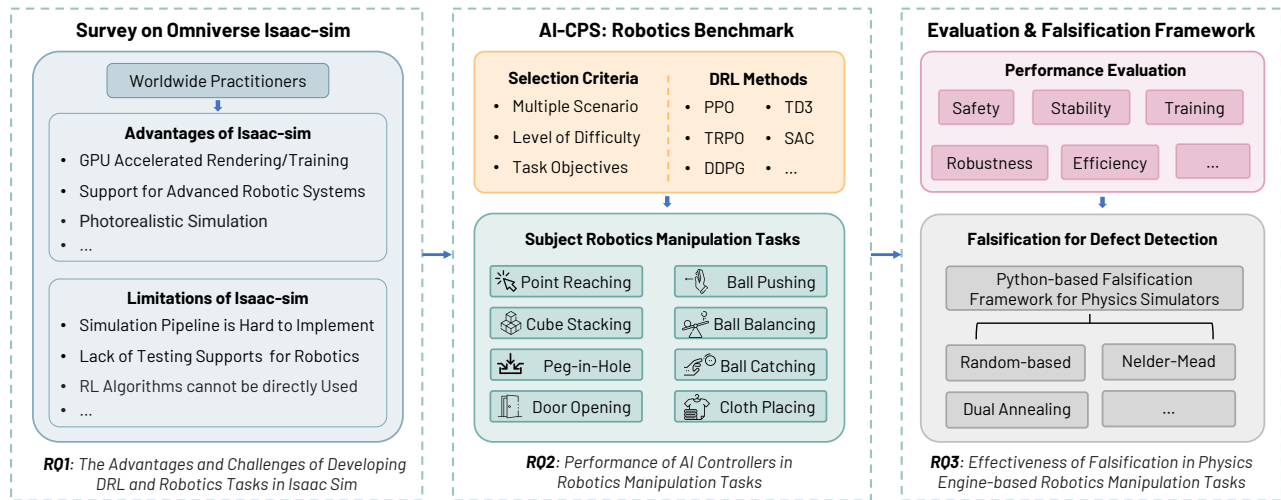 Survey on Omniverse Isaac-sim
Worldwide Practitioners
Advantages of Isaac-sim
• GPU Accelerated Rendering/Training
• Support for Advanced Robotic Systems
• Photorealistic Simulation
• ...
Limitations of Isaac-sim
• Simulation Pipeline is Hard to Implement
• Lack of Testing Supports for Robotics
• RL Algorithms cannot be directly Used
• ...
RQ1: The Advantages and Challenges of Developing
DRL and Robotics Tasks in Isaac Sim
AI-CPS: Robotics Benchmark
Selection Criteria
• Multiple Scenario
• Level of Difficulty
• Task Objectives
DRL Methods
• PPO • TD3
• TRPO • SAC
• DDPG • ...
Subject Robotics Manipulation Tasks
Point Reaching
Ball Pushing
Cube Stacking
Ball Balancing
Peg-in-Hole
Ball Catching
Door Opening
Cloth Placing
RQ2: Performance of AI Controllers in
Robotics Manipulation Tasks
Evaluation & Falsification Framework
Performance Evaluation
Safety
Stability
Training
Robustness
Efficiency
...
Falsification for Defect Detection
Python-based Falsification
Framework for Physics Simulators
Random-based
Nelder-Mead
Dual Annealing
...
RQ3: Effectiveness of Falsification in Physics
Engine-based Robotics Manipulation Tasks